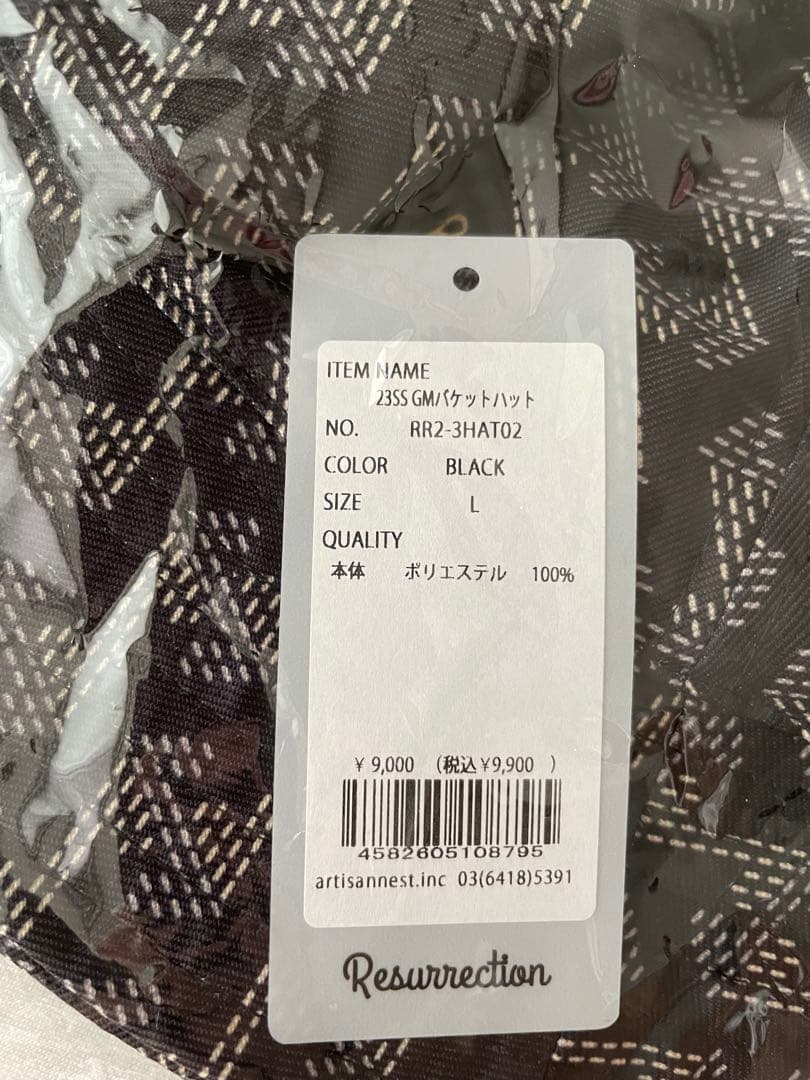 ITEM NAME
23SS GMバケットハット
NO. RR2-3HAT02
COLOR BLACK
SIZE L
QUALITY
本体 ポリエステル 100%
¥ 9,000 (税込¥9,900 )
4582605108795
artisannest.inc 03(6418)5391
Resurrection